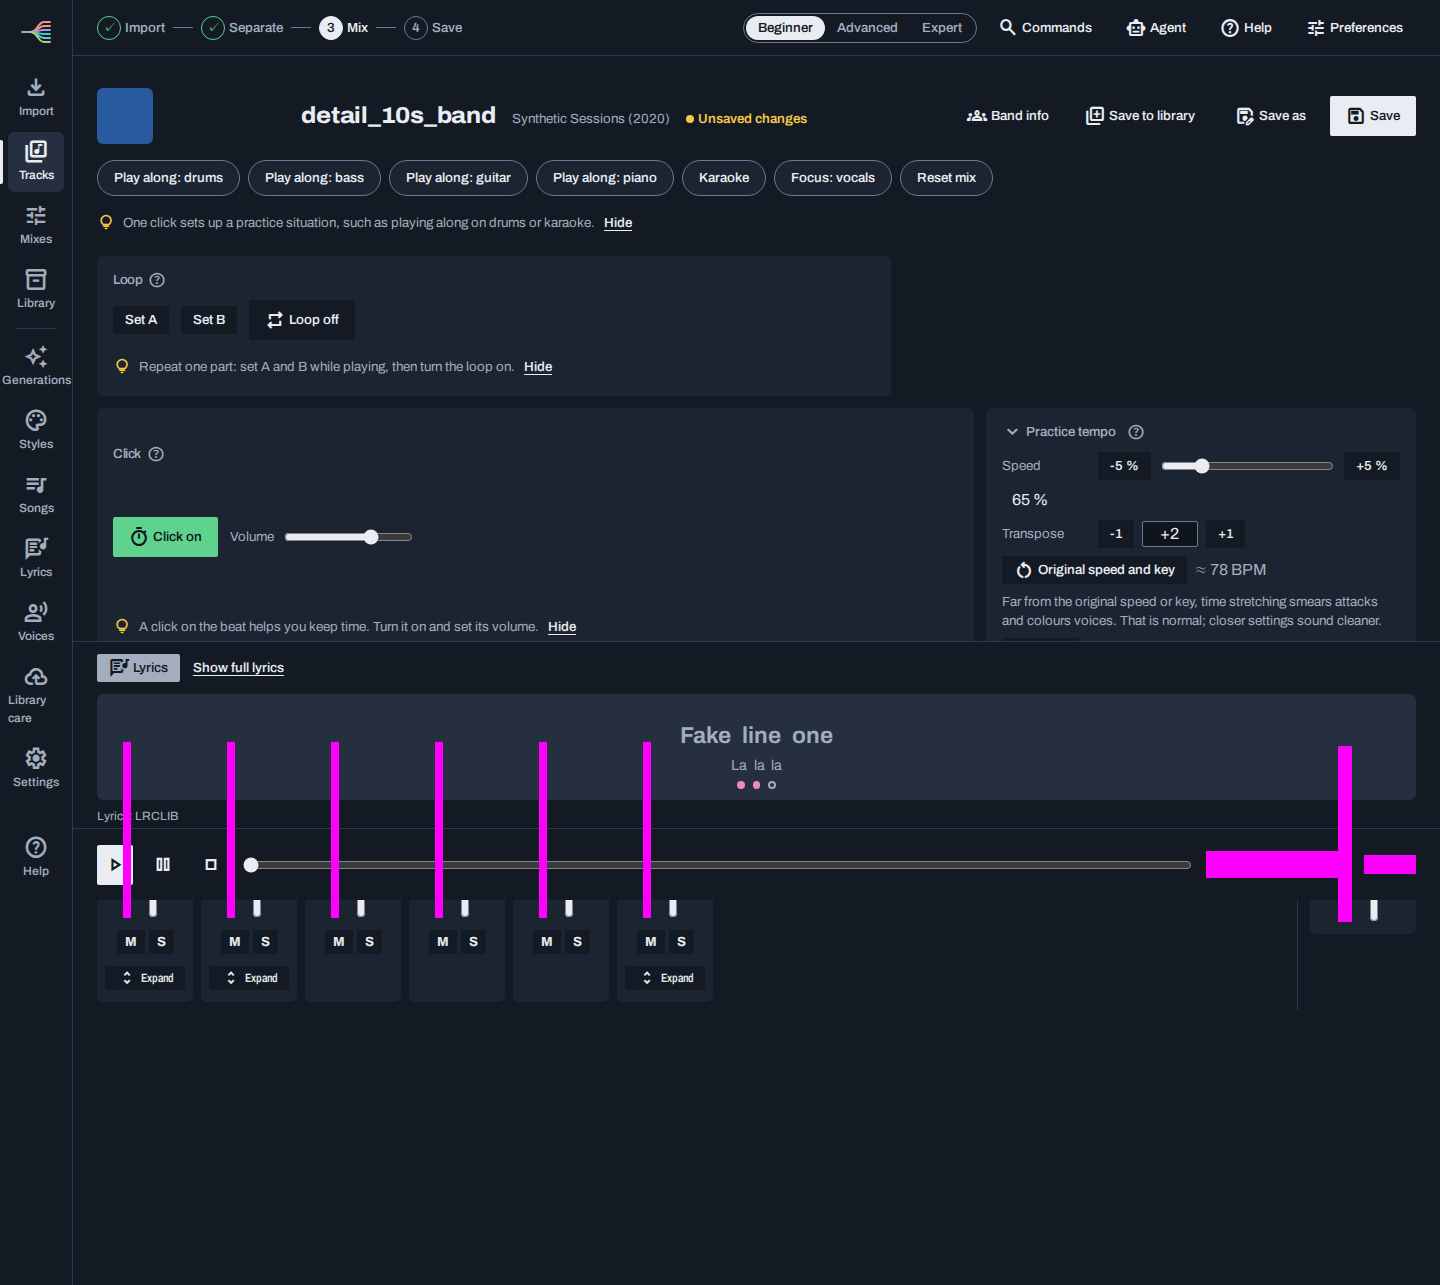 Import
Separate
3 Mix
4 Save
Beginner
Advanced
Expert
Commands
Agent
Help
Preferences
Import
Tracks
Mixes
Library
Generations
Styles
Songs
Lyrics
Voices
Library
care
Settings
Help
detail_10s_band
Synthetic Sessions (2020)
Unsaved changes
Band info
Save to library
Save as
Save
Play along: drums
Play along: bass
Play along: guitar
Play along: piano
Karaoke
Focus: vocals
Reset mix
One click sets up a practice situation, such as playing along on drums or karaoke. Hide
Loop
Set A
Set B
Loop off
Repeat one part: set A and B while playing, then turn the loop on. Hide
Click
Click on
Volume
A click on the beat helps you keep time. Turn it on and set its volume. Hide
Practice tempo
Speed
-5 %
+5 %
65 %
Transpose
-1
+2
+1
Original speed and key
≈ 78 BPM
Far from the original speed or key, time stretching smears attacks
and colours voices. That is normal; closer settings sound cleaner.
Lyrics
Show full lyrics
Fake line one
La la la
LRCLIB
M S
M S
M S
M S
M S
M S
Expand
Expand
Expand